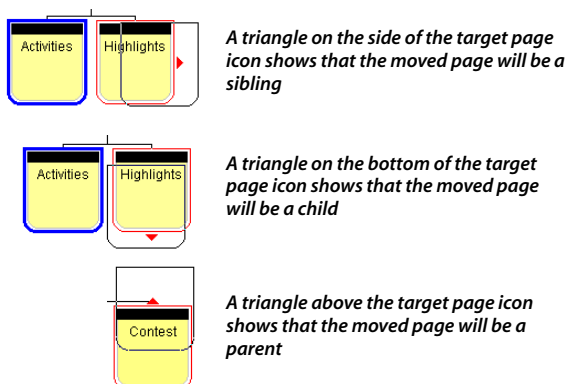 Activities
Highlights
A triangle on the side of the target page
icon shows that the moved page will be a
sibling
Activities
Highlights
A triangle on the bottom of the target
page icon shows that the moved page
will be a child
Contest
A triangle above the target page icon
shows that the moved page will be a
parent